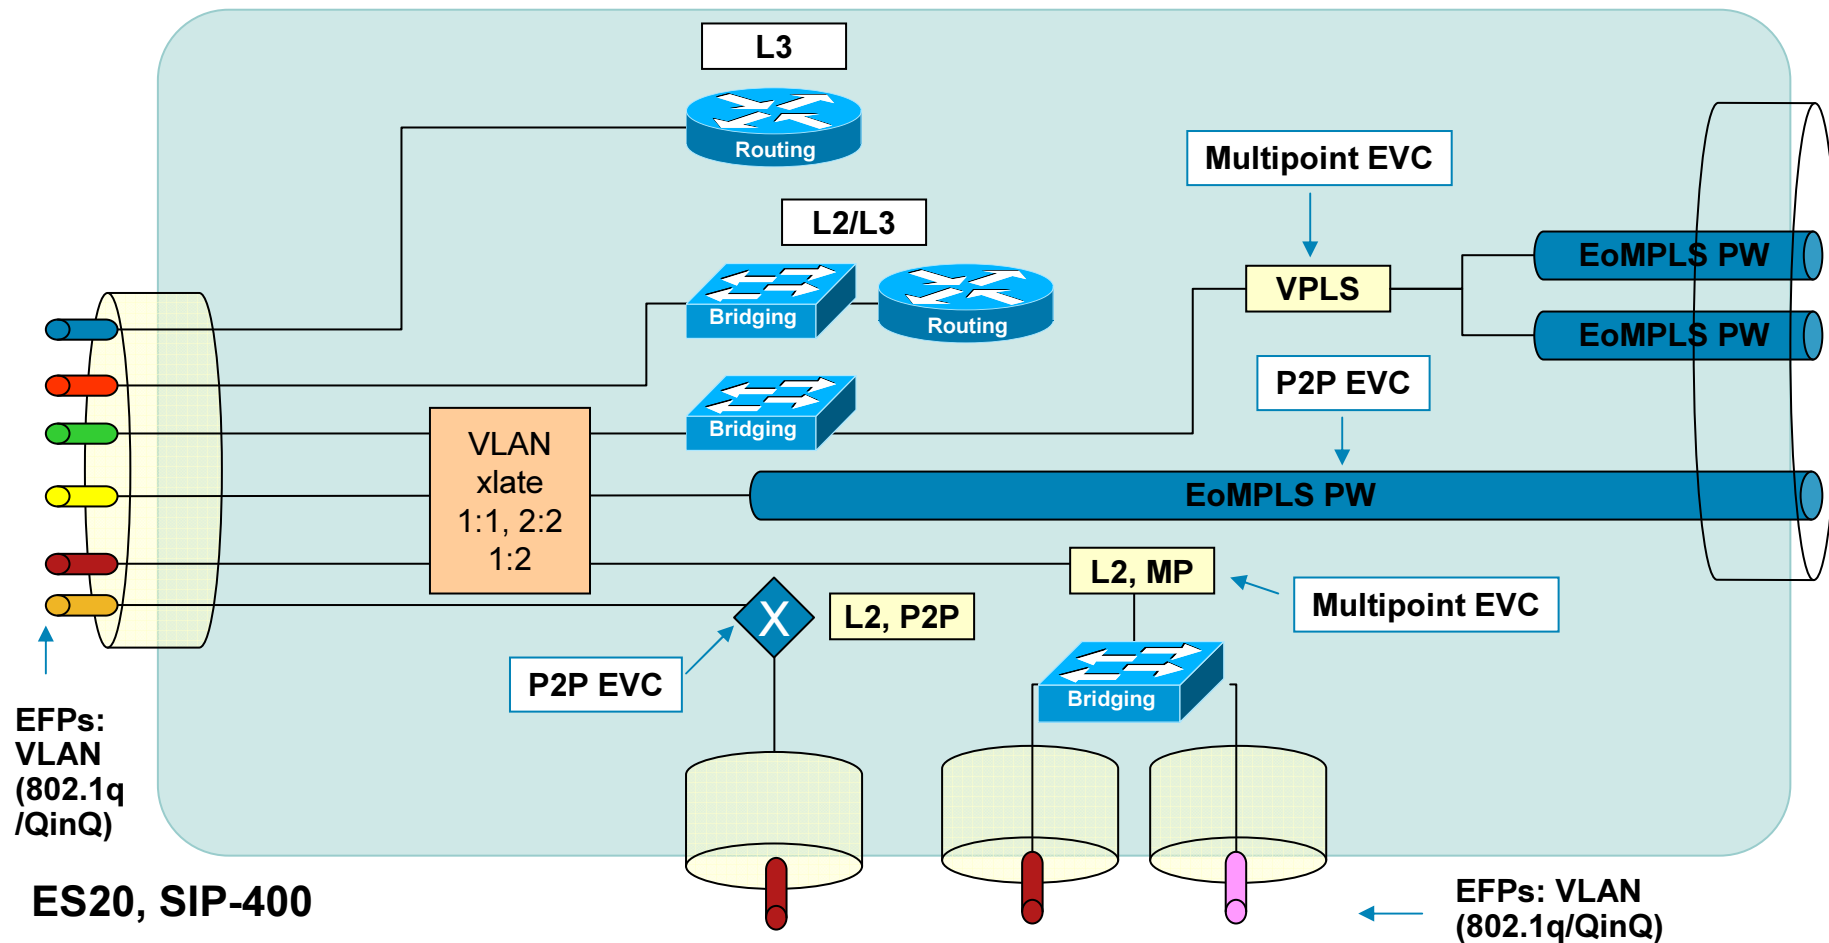 L3
Routing
Multipoint EVC
L2/L3
Bridging
Routing
VPLS
EoMPLS PW
EoMPLS PW
P2P EVC
Bridging
VLAN
xlate
1:1, 2:2
1:2
EoMPLS PW
L2, MP
Multipoint EVC
X
L2, P2P
P2P EVC
Bridging
EFPs:
VLAN
(802.1q
/QinQ)
ES20, SIP-400
EFPs: VLAN
(802.1q/QinQ)